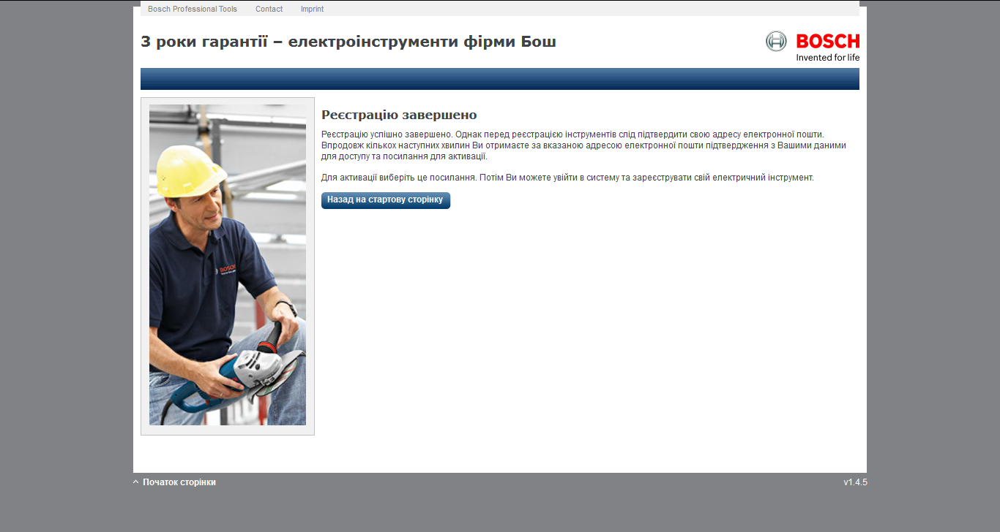 Bosch Professional Tools Contact Imprint
3 роки гарантії – електроінструменти фірми Бош
BOSCH
Invented for life
Реєстрацію завершено
Реєстрацію успішно завершено. Однак перед реєстрацією інструментів слід підтвердити свою адресу електронної пошти.
Впродовж кількох наступних хвилин Ви отримаєте за вказаною адресою електронної пошти підтвердження з Вашими даними
для доступу та посилання для активації.
Для активації виберіть це посилання. Потім Ви можете увійти в систему та зареєструвати свій електричний інструмент.
Назад на стартову сторінку
BOSCH
Початок сторінки
v1.4.5